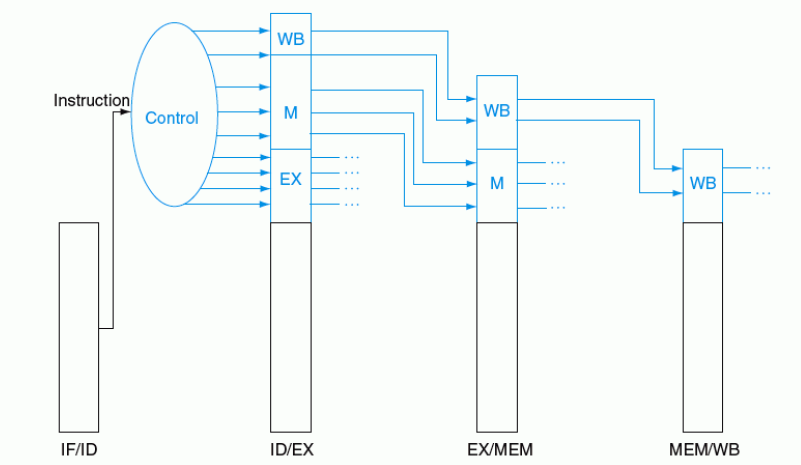 WB
Instruction
Control
M
WB
EX
...
...
...
...
...
M
...
...
WB
...
...
IF/ID
ID/EX
EX/MEM
MEM/WB